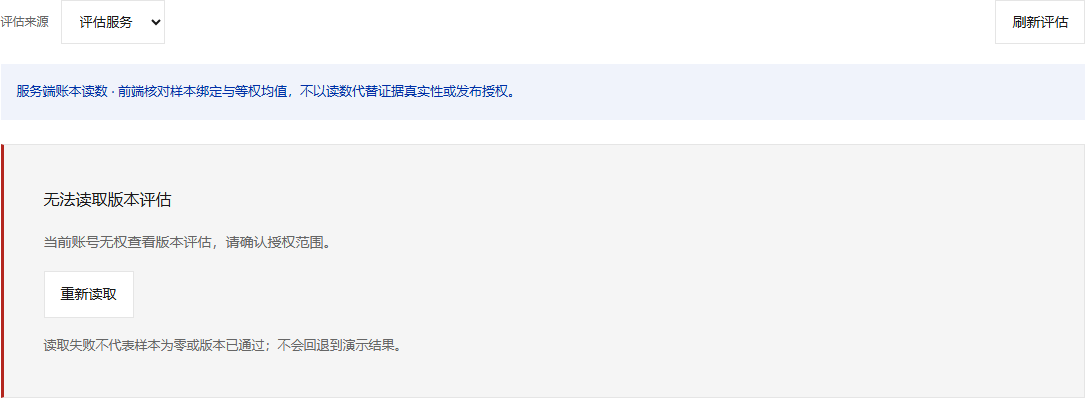 评估来源 评估服务 刷新评估
服务端账本读数 · 前端核对样本绑定与等权均值，不以读数代替证据真实性或发布授权。
无法读取版本评估
当前账号无权查看版本评估，请确认授权范围。
重新读取
读取失败不代表样本为零或版本已通过；不会回退到演示结果。